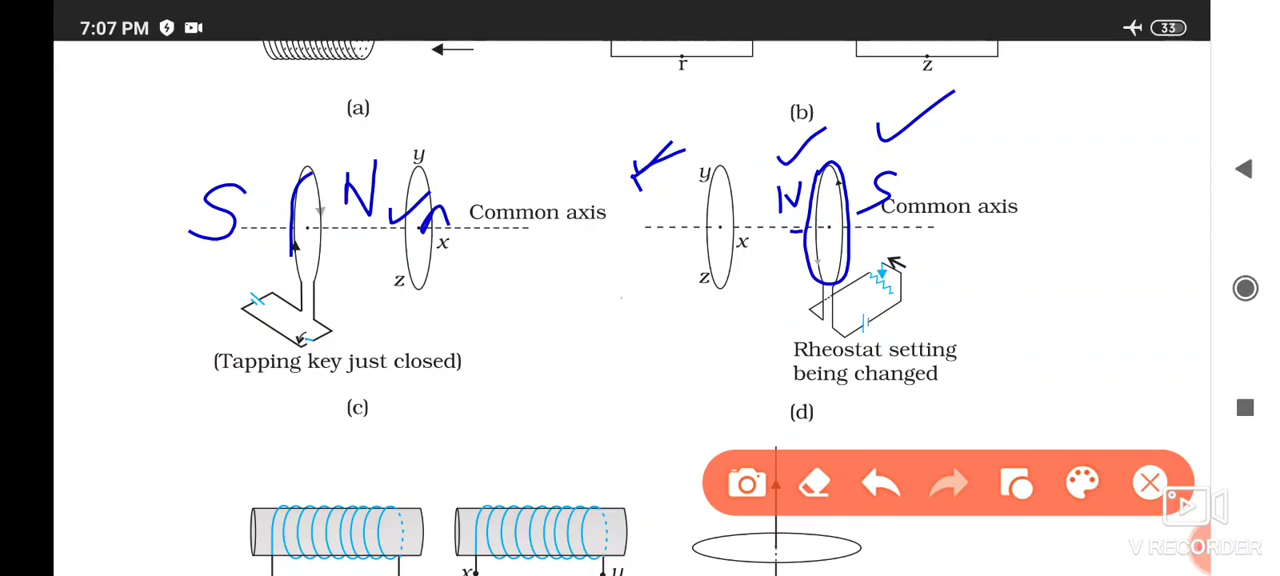 7:07 PM 33
r z
(a) (b)
y
S N
Common axis
x
z
y
N S
Common axis
x
z
(Tapping key just closed)
Rheostat setting
being changed
(c) (d)
x y
V RECORDER